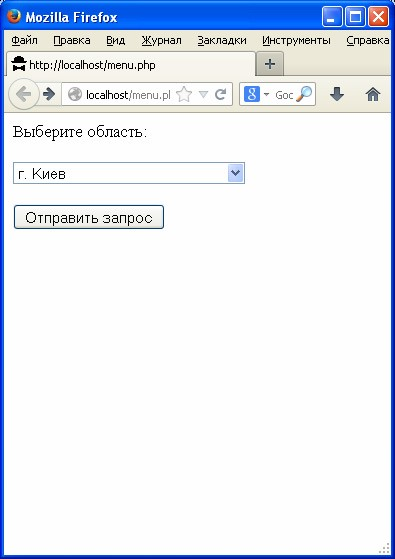 Mozilla Firefox
Файл Правка Вид Журнал Закладки Инструменты Справка
http://localhost/menu.php
localhost/menu.pl 8 Goc
Выберите область:
г. Киев
Отправить запрос